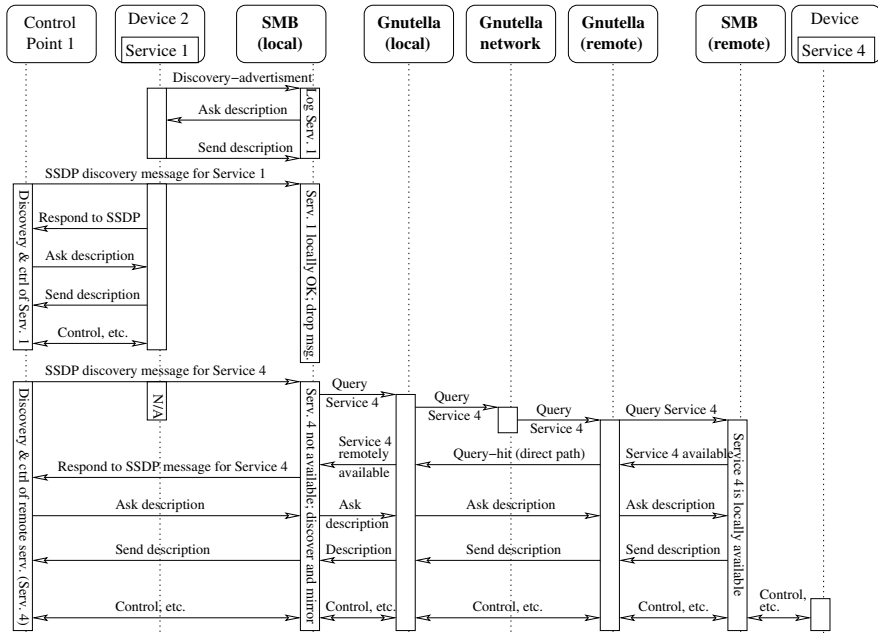 Control
Point 1
Device 2
Service 1
SMB
(local)
Gnutella
(local)
Gnutella
network
Gnutella
(remote)
SMB
(remote)
Device
Service 4
Discovery−advertisment
Ask description
Send description
Log Serv. 1
SSDP discovery message for Service 1
Respond to SSDP
Ask description
Send description
Control, etc.
Discovery & ctrl of Serv. 1
Serv. 1 locally OK; drop msg.
SSDP discovery message for Service 4
N/A
Query
Service 4
Query
Service 4
Query
Service 4
Query Service 4
Service 4 available
Query−hit (direct path)
Service 4
remotely
available
Respond to SSDP message for Service 4
Ask description
Ask
description
Ask description
Ask description
Send description
Description
Send description
Send description
Control, etc.
Control, etc.
Control, etc.
Control, etc.
Control,
etc.
Discovery & ctrl of remote serv. (Serv. 4)
Serv. 4 not available; discover and mirror
Service 4 is locally available